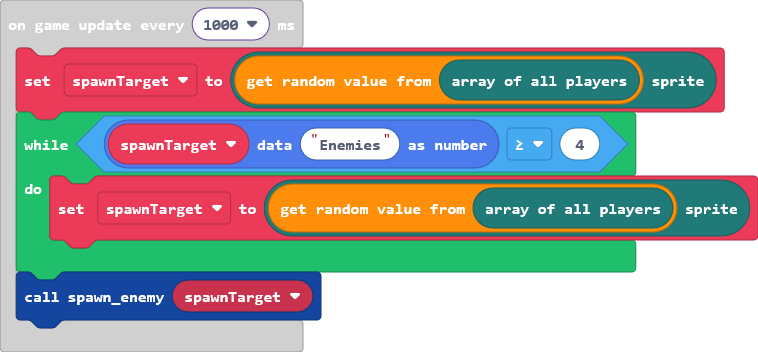 on game update every 1000 ms
set spawnTarget to get random value from array of all players sprite
while spawnTarget data "Enemies" as number ≥ 4
do
set spawnTarget to get random value from array of all players sprite
call spawn_enemy spawnTarget